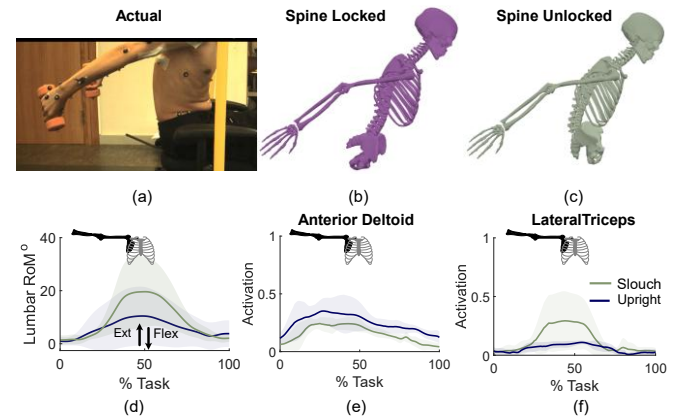 Actual
Spine Locked
Spine Unlocked
(a)
(b)
(c)
Lumbar RoM °
40
20
0
Ext
Flex
0
50
100
% Task
(d)
Anterior Deltoid
Activation
1
0.5
0
0
50
100
% Task
(e)
LateralTriceps
Activation
1
0.5
0
Slouch
Upright
0
50
100
% Task
(f)